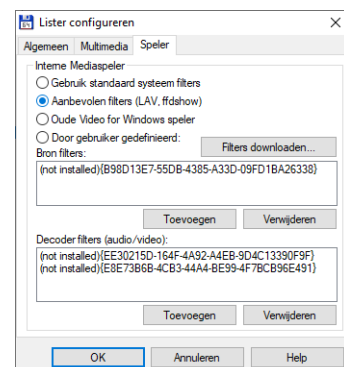 Lister configureren
Algemeen Multimedia Speler
Interne Mediaspeler
Gebruik standaard systeem filters
Aanbevolen filters (LAV, ffdshow)
Oude Video for Windows speler
Door gebruiker gedefinieerd:
Filters downloaden...
Bron filters:
(not installed){B98D13E7-55DB-4385-A33D-09FD1BA26338}
Toevoegen Verwijderen
Decoder filters (audio/video):
(not installed){EE30215D-164F-4A92-A4EB-9D4C13390F9F}
(not installed){E8E73B6B-4CB3-44A4-BE99-4F7BCB96E491}
Toevoegen Verwijderen
OK Annuleren Help